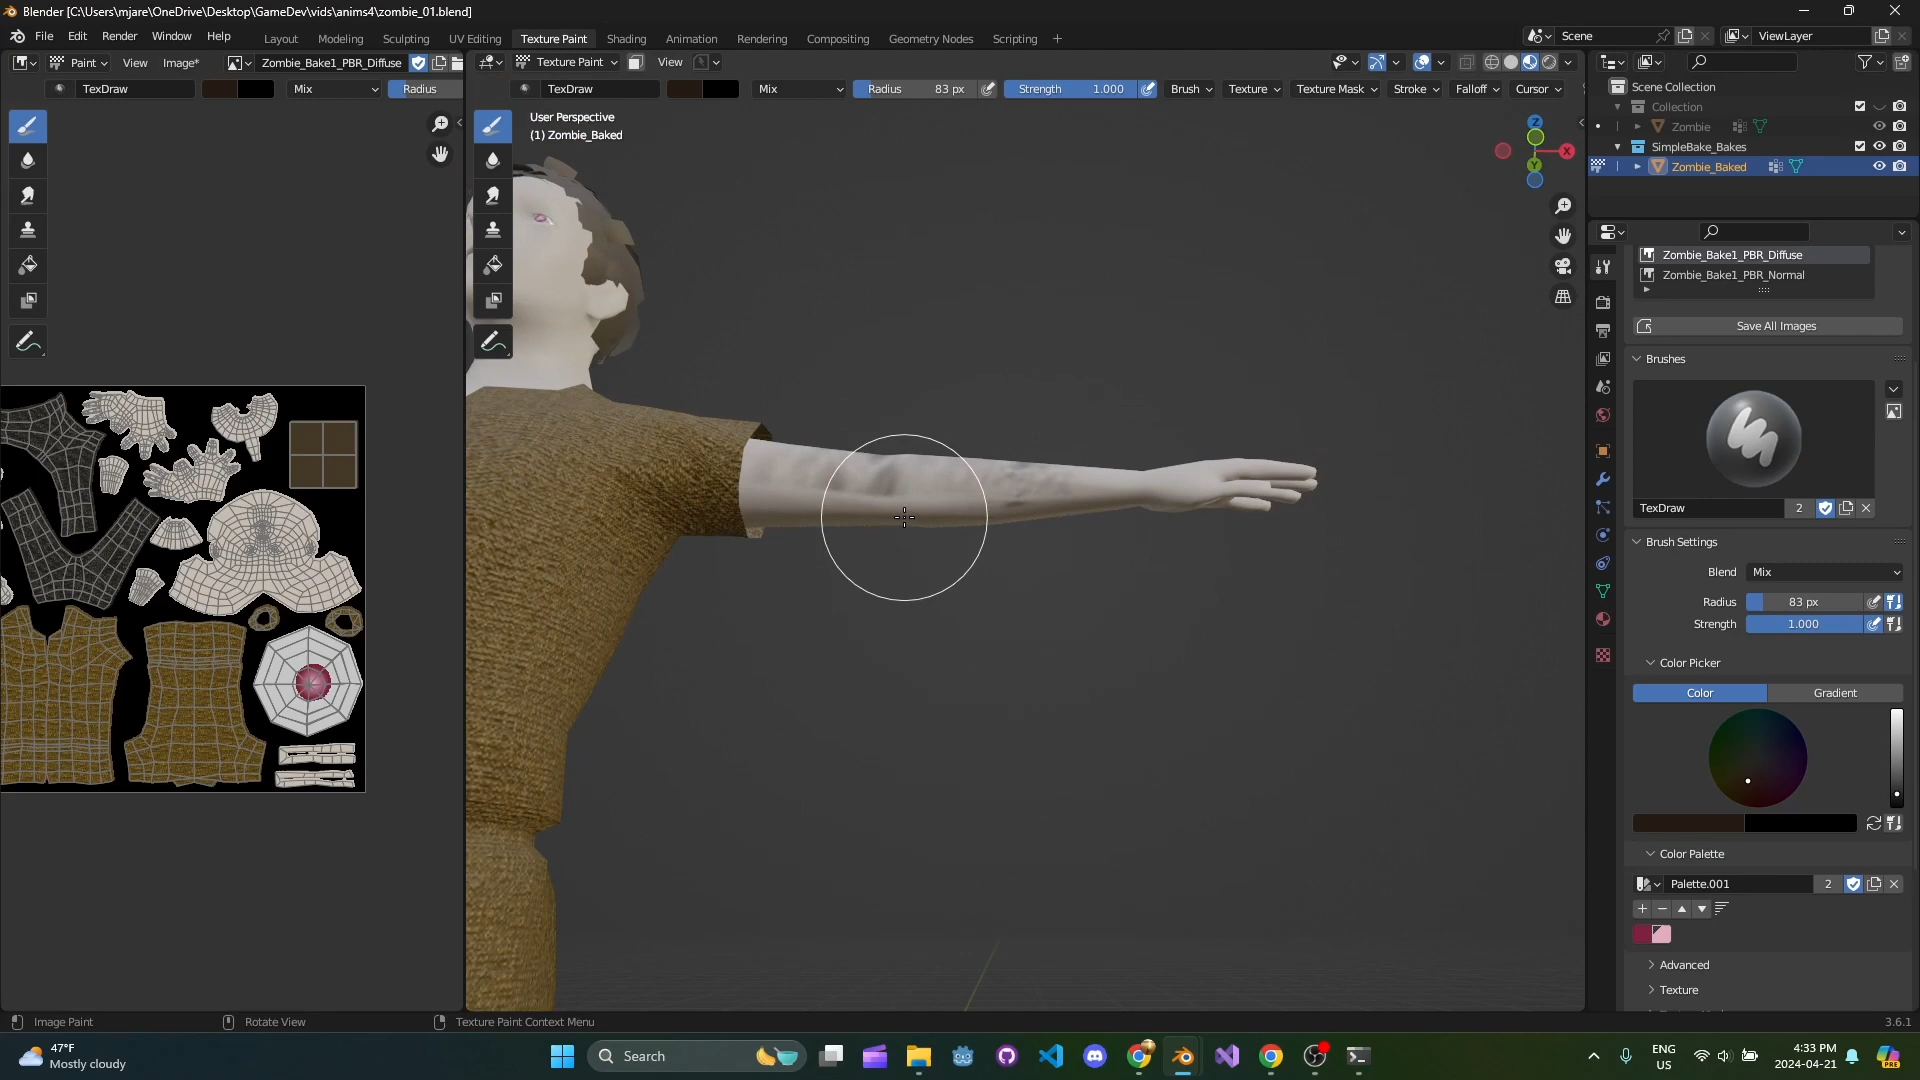 Blender [C:\Users\mjare\OneDrive\Desktop\GameDev\vids\anims4\zombie_01.blend]
File Edit Render Window Help Layout Modeling Sculpting UV Editing Texture Paint Shading Animation Rendering Compositing Geometry Nodes Scripting +
Scene
ViewLayer
Paint View Image* Zombie_Bake1_PBR_Diffuse
Texture Paint View
TexDraw Mix Radius
TexDraw Mix Radius 83 px Strength 1.000 Brush Texture Texture Mask Stroke Falloff Cursor
User Perspective
(1) Zombie_Baked
Z
X
Y
Scene Collection
Collection
Zombie
SimpleBake_Bakes
Zombie_Baked
Zombie_Bake1_PBR_Diffuse
Zombie_Bake1_PBR_Normal
Save All Images
Brushes
TexDraw 2
Brush Settings
Blend Mix
Radius 83 px
Strength 1.000
Color Picker
Color Gradient
Color Palette
Palette.001 2
Advanced
Texture
Image Paint Rotate View Texture Paint Context Menu 3.6.1
47°F
Mostly cloudy
Search
ENG
US
4:33 PM
2024-04-21
PRE